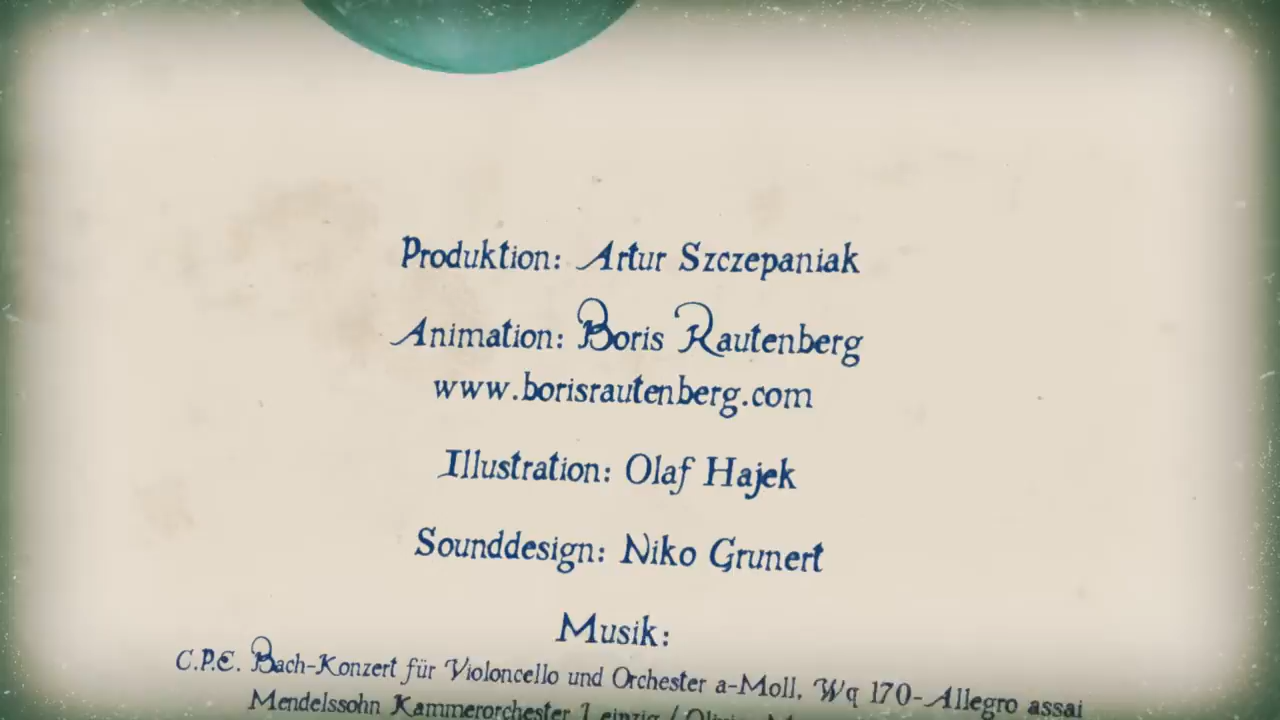 Produktion: Artur Szczepaniak
Animation: Boris Rautenberg
www.borisrautenberg.com
Illustration: Olaf Hajek
Sounddesign: Niko Grunert
Musik:
C.P.E. Bach-Konzert für Violoncello und Orchester a-Moll, Wq 170-Allegro assai
Mendelssohn Kammerorchester